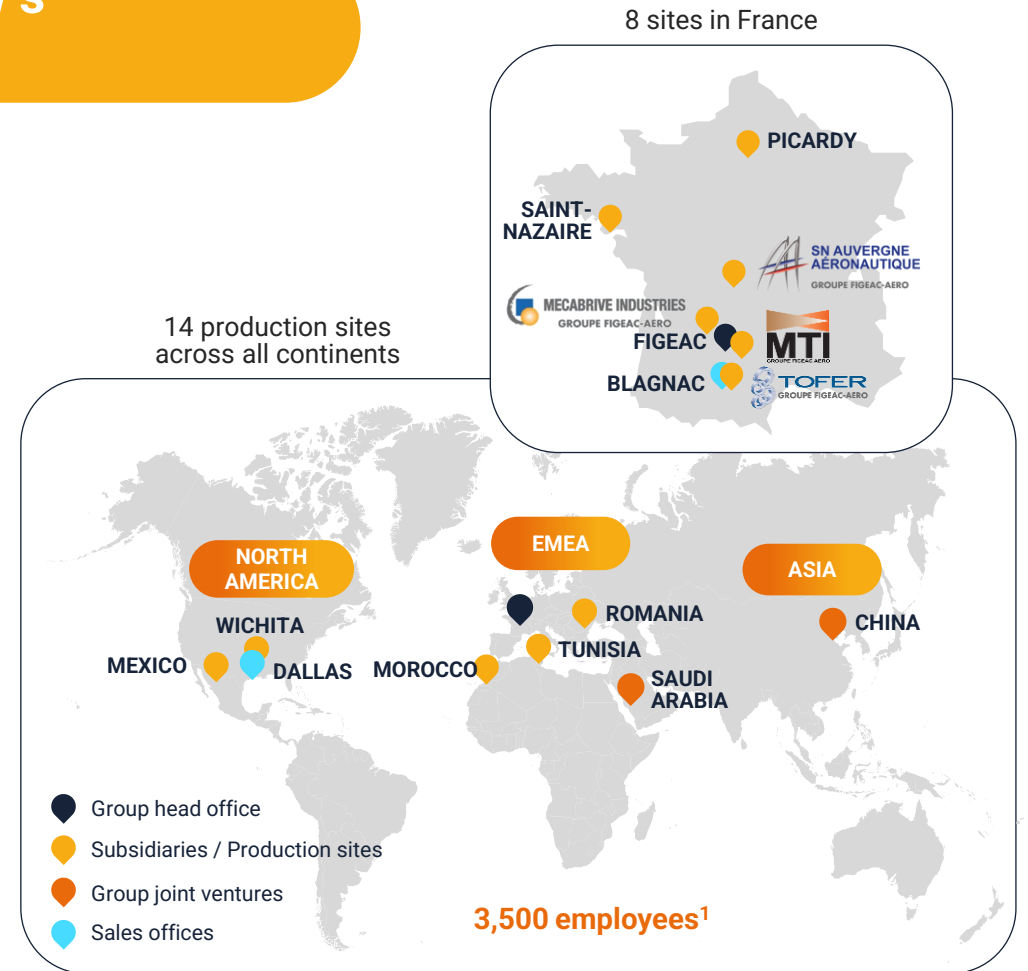 s
8 sites in France
PICARDY
SAINT-
NAZAIRE
SN AUVERGNE
AÉRONAUTIQUE
GROUPE FIGEAC-AERO
MECABRIVE INDUSTRIES
GROUPE FIGEAC-AERO
FIGEAC
MTI
GROUPE FIGEAC AERO
BLAGNAC
TOFER
GROUPE FIGEAC-AERO
14 production sites
across all continents
NORTH
AMERICA
EMEA
ASIA
WICHITA
MEXICO
DALLAS
MOROCCO
ROMANIA
TUNISIA
SAUDI
ARABIA
CHINA
Group head office
Subsidiaries / Production sites
Group joint ventures
Sales offices
3,500 employees¹